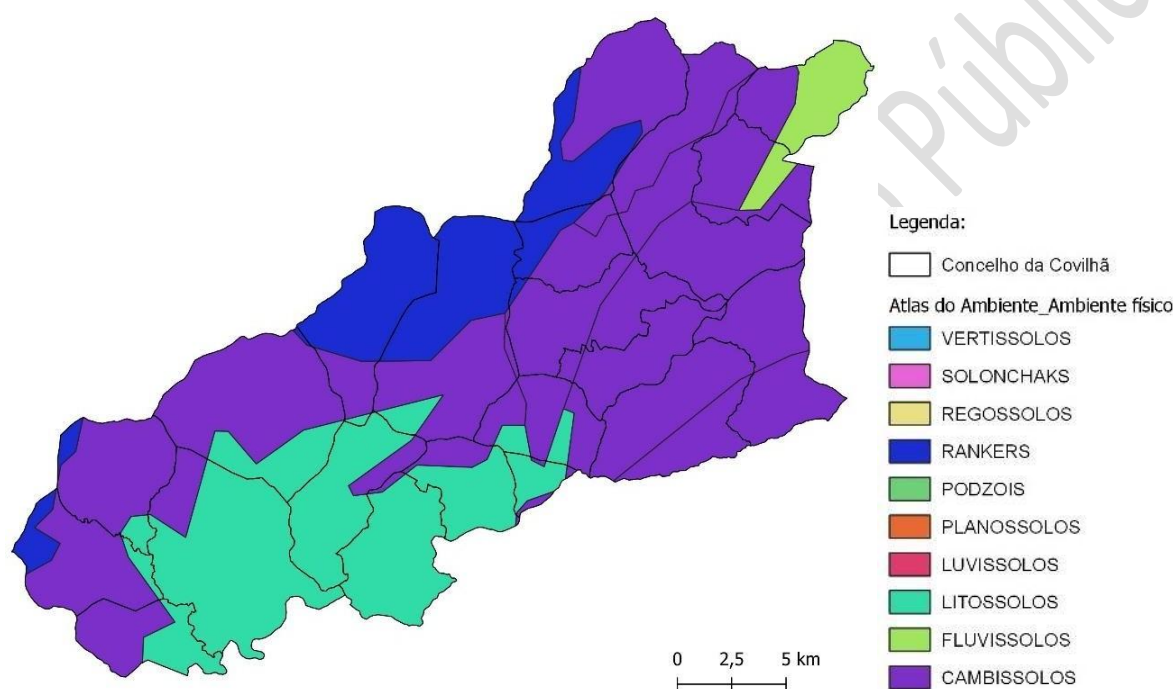 Públic
Legenda:
Concelho da Covilhã
Atlas do Ambiente_Ambiente físico
VERTISSOLOS
SOLONCHAKS
REGOSSOLOS
RANKERS
PODZOIS
PLANOSSOLOS
LUVISSOLOS
LITOSSOLOS
FLUVISSOLOS
CAMBISSOLOS
0 2,5 5 km